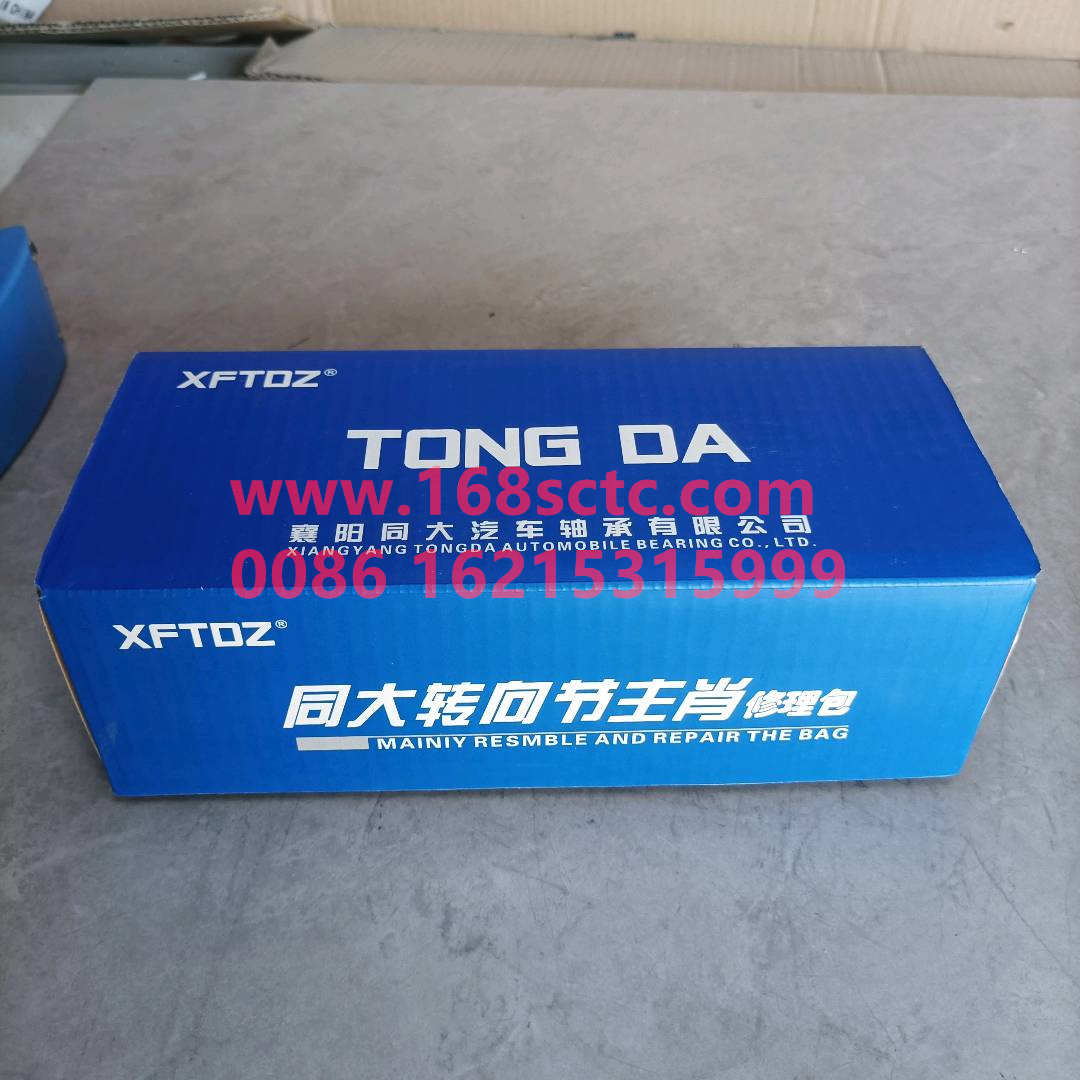 XFTDZ®
TONG DA
www.168sctc.com
襄阳同大汽车轴承有限公司
XIANGYANG TONGDA AUTOMOBILE BEARING CO., LTD.
0086 16215315999
XFTDZ®
同大转向节主肖修理包
MAINIY RESMBLE AND REPAIR THE BAG